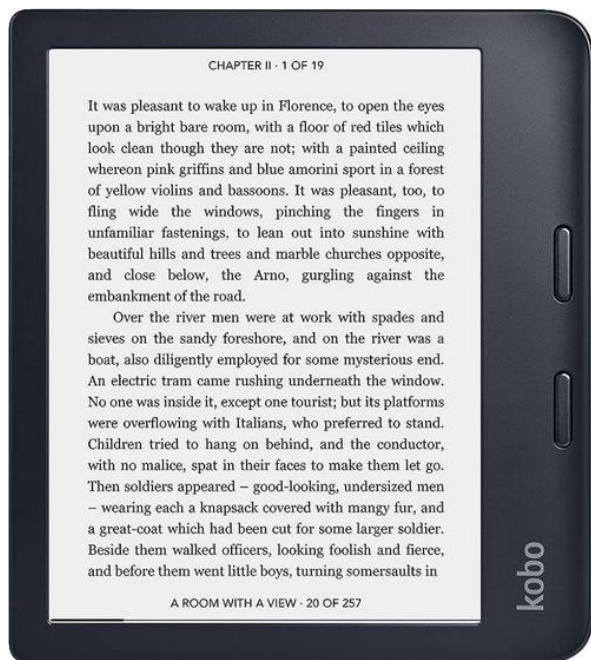 CHAPTER II · 1 OF 19
It was pleasant to wake up in Florence, to open the eyes
upon a bright bare room, with a floor of red tiles which
look clean though they are not; with a painted ceiling
whereon pink griffins and blue amorini sport in a forest
of yellow violins and bassoons. It was pleasant, too, to
fling wide the windows, pinching the fingers in
unfamiliar fastenings, to lean out into sunshine with
beautiful hills and trees and marble churches opposite,
and close below, the Arno, gurgling against the
embankment of the road.
Over the river men were at work with spades and
sieves on the sandy foreshore, and on the river was a
boat, also diligently employed for some mysterious end.
An electric tram came rushing underneath the window.
No one was inside it, except one tourist; but its platforms
were overflowing with Italians, who preferred to stand.
Children tried to hang on behind, and the conductor,
with no malice, spat in their faces to make them let go.
Then soldiers appeared – good-looking, undersized men
– wearing each a knapsack covered with mangy fur, and
a great-coat which had been cut for some larger soldier.
Beside them walked officers, looking foolish and fierce,
and before them went little boys, turning somersaults in
A ROOM WITH A VIEW · 20 OF 257
kobo